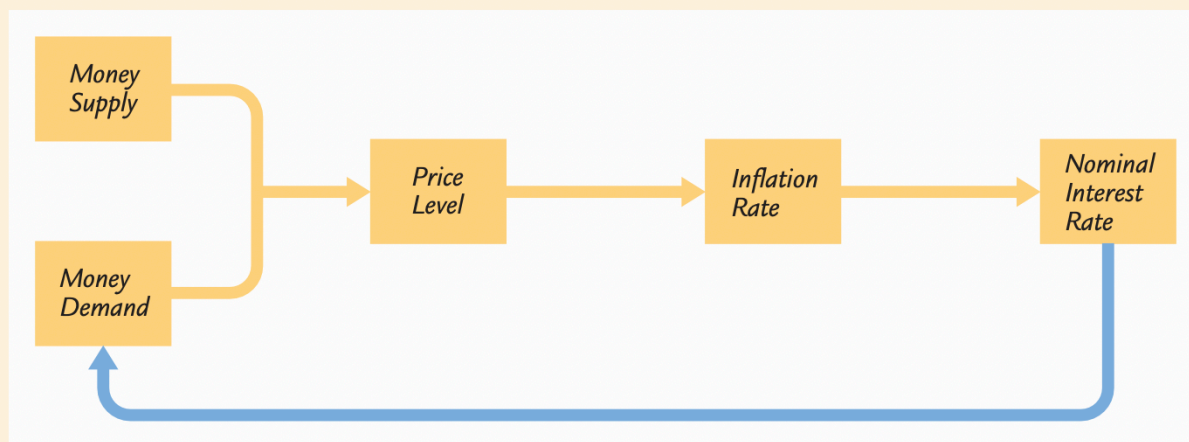 Money
Supply
Money
Demand
Price
Level
Inflation
Rate
Nominal
Interest
Rate